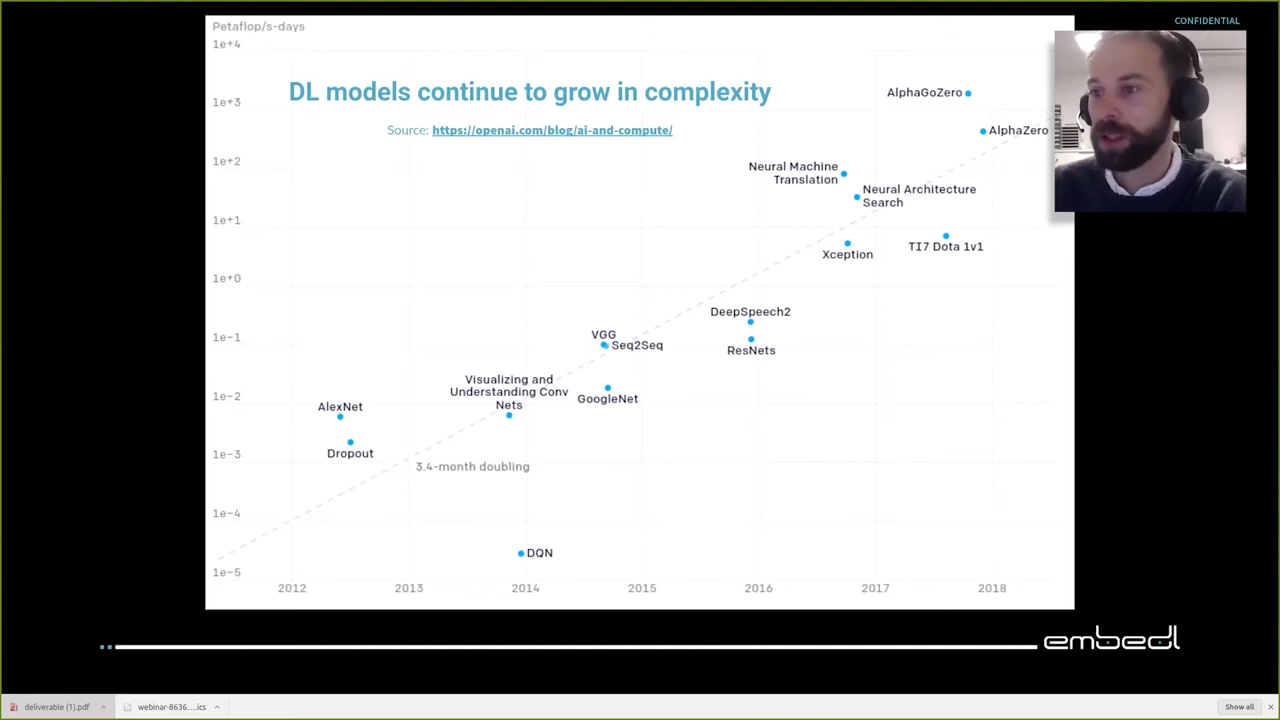 CONFIDENTIAL
Petaflop/s-days
1e+4
DL models continue to grow in complexity
AlphaGoZero
1e+3
Source: https://openai.com/blog/ai-and-compute/
AlphaZero
1e+2
Neural Machine
Translation
Neural Architecture
Search
1e+1
TI7 Dota 1v1
Xception
1e+0
DeepSpeech2
1e-1
VGG
Seq2Seq
ResNets
Visualizing and
Understanding Conv
Nets
GoogleNet
1e-2
AlexNet
Dropout
1e-3
3.4-month doubling
1e-4
DQN
1e-5
2012
2013
2014
2015
2016
2017
2018
embedl
deliverable (1).pdf
webinar-8636....ics
Show all